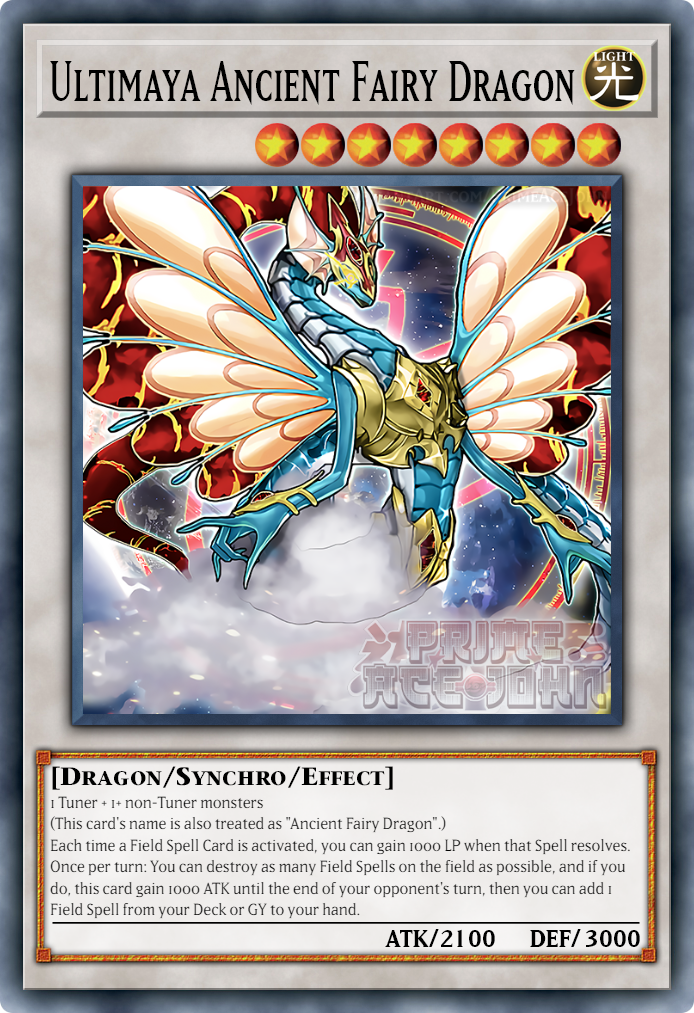 Ultimaya Ancient Fairy Dragon
LIGHT
光
[Dragon/Synchro/Effect]
1 Tuner + 1+ non-Tuner monsters
(This card's name is also treated as "Ancient Fairy Dragon".)
Each time a Field Spell Card is activated, you can gain 1000 LP when that Spell resolves.
Once per turn: You can destroy as many Field Spells on the field as possible, and if you
do, this card gain 1000 ATK until the end of your opponent's turn, then you can add 1
Field Spell from your Deck or GY to your hand.
ATK/2100 DEF/3000
PRIME
ACE JOHN